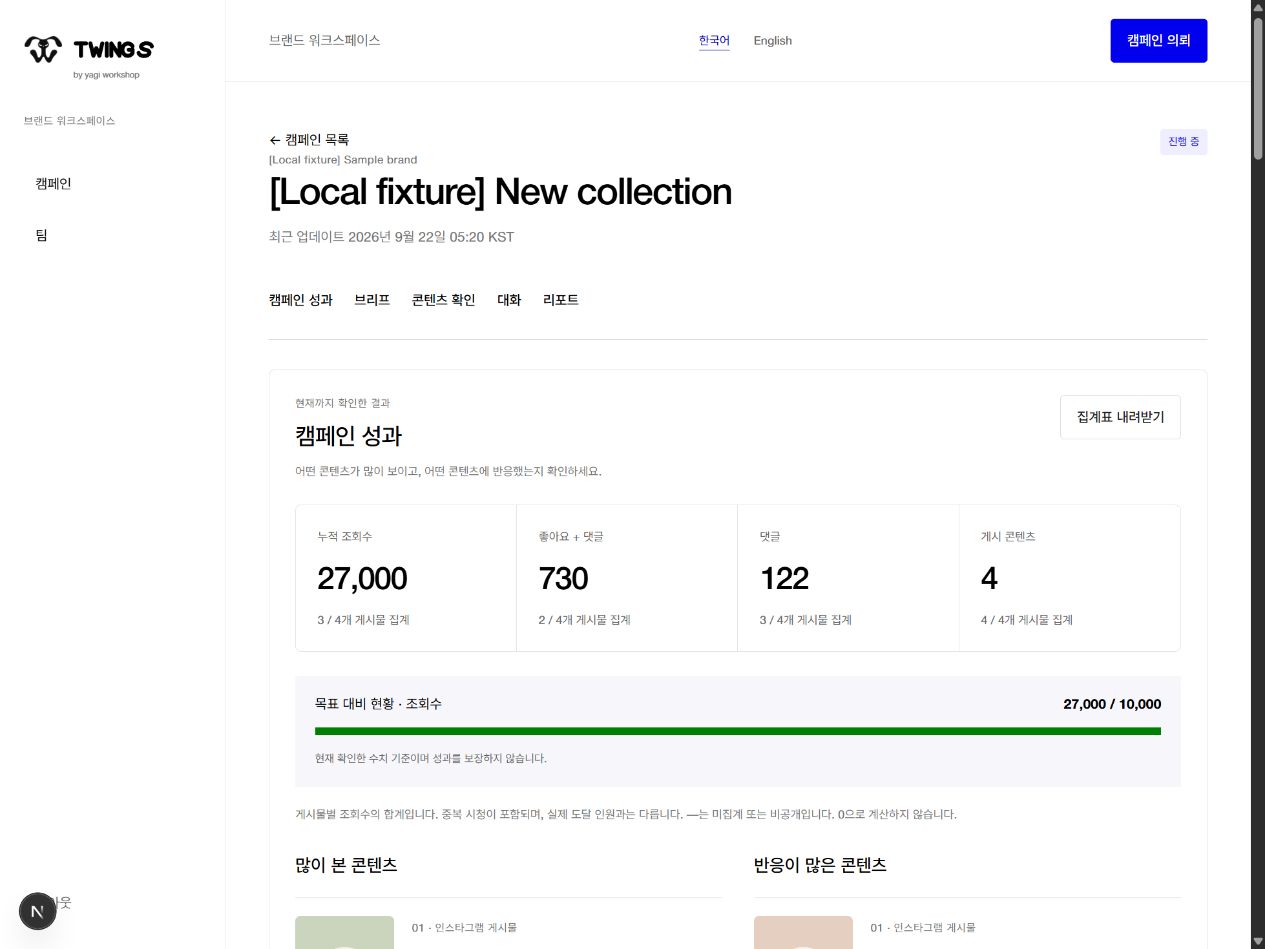 TWINGS
by yagi workshop
브랜드 워크스페이스
캠페인
팀
브랜드 워크스페이스
한국어
English
캠페인 의뢰
← 캠페인 목록
[Local fixture] Sample brand
진행 중
[Local fixture] New collection
최근 업데이트 2026년 9월 22일 05:20 KST
캠페인 성과
브리프
콘텐츠 확인
대화
리포트
현재까지 확인한 결과
캠페인 성과
어떤 콘텐츠가 많이 보이고, 어떤 콘텐츠에 반응했는지 확인하세요.
집계표 내려받기
누적 조회수
27,000
3 / 4개 게시물 집계
좋아요 + 댓글
730
2 / 4개 게시물 집계
댓글
122
3 / 4개 게시물 집계
게시 콘텐츠
4
4 / 4개 게시물 집계
목표 대비 현황 · 조회수
27,000 / 10,000
현재 확인한 수치 기준이며 성과를 보장하지 않습니다.
게시물별 조회수의 합계입니다. 중복 시청이 포함되며, 실제 도달 인원과는 다릅니다. —는 미집계 또는 비공개입니다. 0으로 계산하지 않습니다.
많이 본 콘텐츠
01 · 인스타그램 게시물
반응이 많은 콘텐츠
01 · 인스타그램 게시물
N